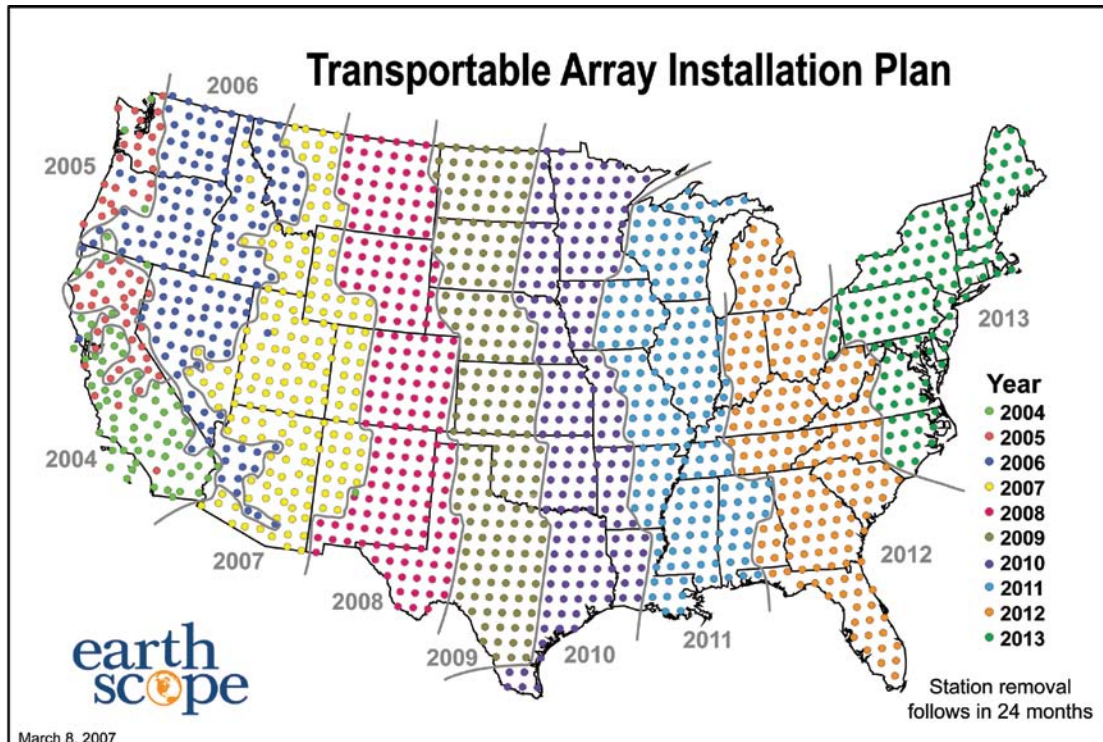 Transportable Array Installation Plan
2006
2005
2004
2007
2008
2009
2010
2011
2012
2013
Year
2004
2005
2006
2007
2008
2009
2010
2011
2012
2013
earth
scope
Station removal
follows in 24 months
March 8, 2007